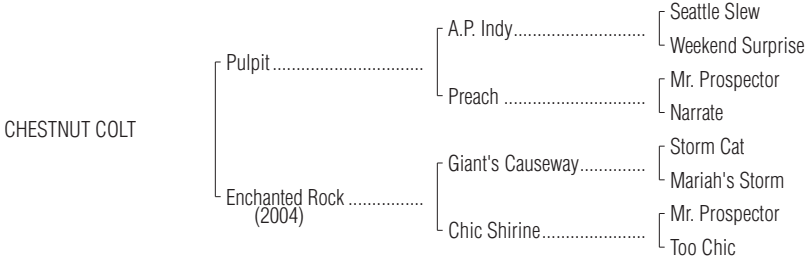 Seattle Slew
A.P. Indy..............................
Weekend Surprise
Pulpit..................................
Mr. Prospector
Preach ................................
Narrate
CHESTNUT COLT
Storm Cat
Giant's Causeway...............
Mariah's Storm
Enchanted Rock .................
(2004)
Mr. Prospector
Chic Shirine........................
Too Chic